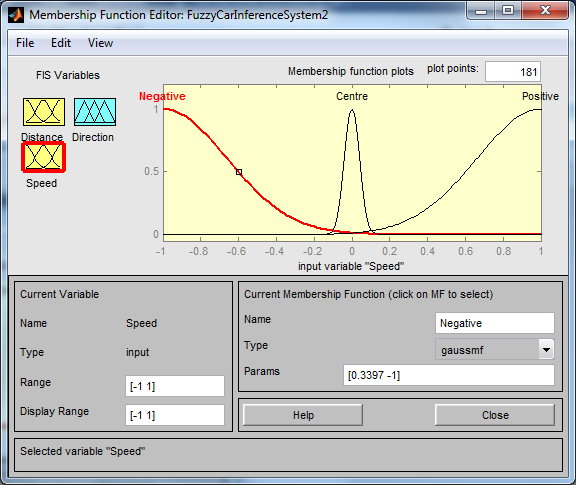 Membership Function Editor: FuzzyCarInferenceSystem2
File Edit View
FIS Variables
Membership function plots plot points: 181
Distance Direction
Speed
Negative Centre Positive
1
0.5
0
-1 -0.8 -0.6 -0.4 -0.2 0 0.2 0.4 0.6 0.8 1
input variable "Speed"
Current Variable
Name Speed
Type input
Range [-1 1]
Display Range [-1 1]
Current Membership Function (click on MF to select)
Name Negative
Type gaussmf
Params [0.3397 -1]
Help Close
Selected variable "Speed"